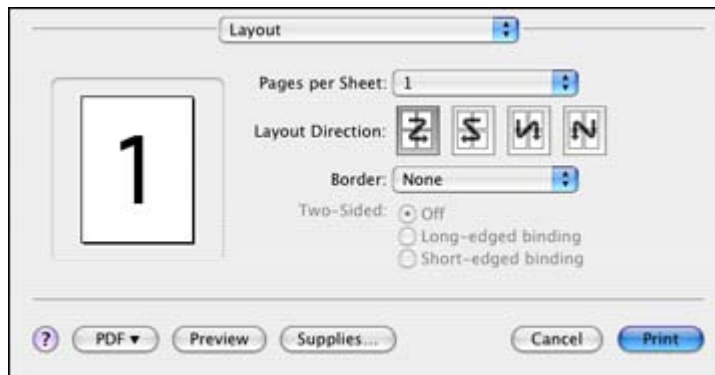 Layout
Pages per Sheet: 1
1
Layout Direction:
Border: None
Two-Sided: Off
Long-edged binding
Short-edged binding
? PDF▼ Preview Supplies... Cancel Print